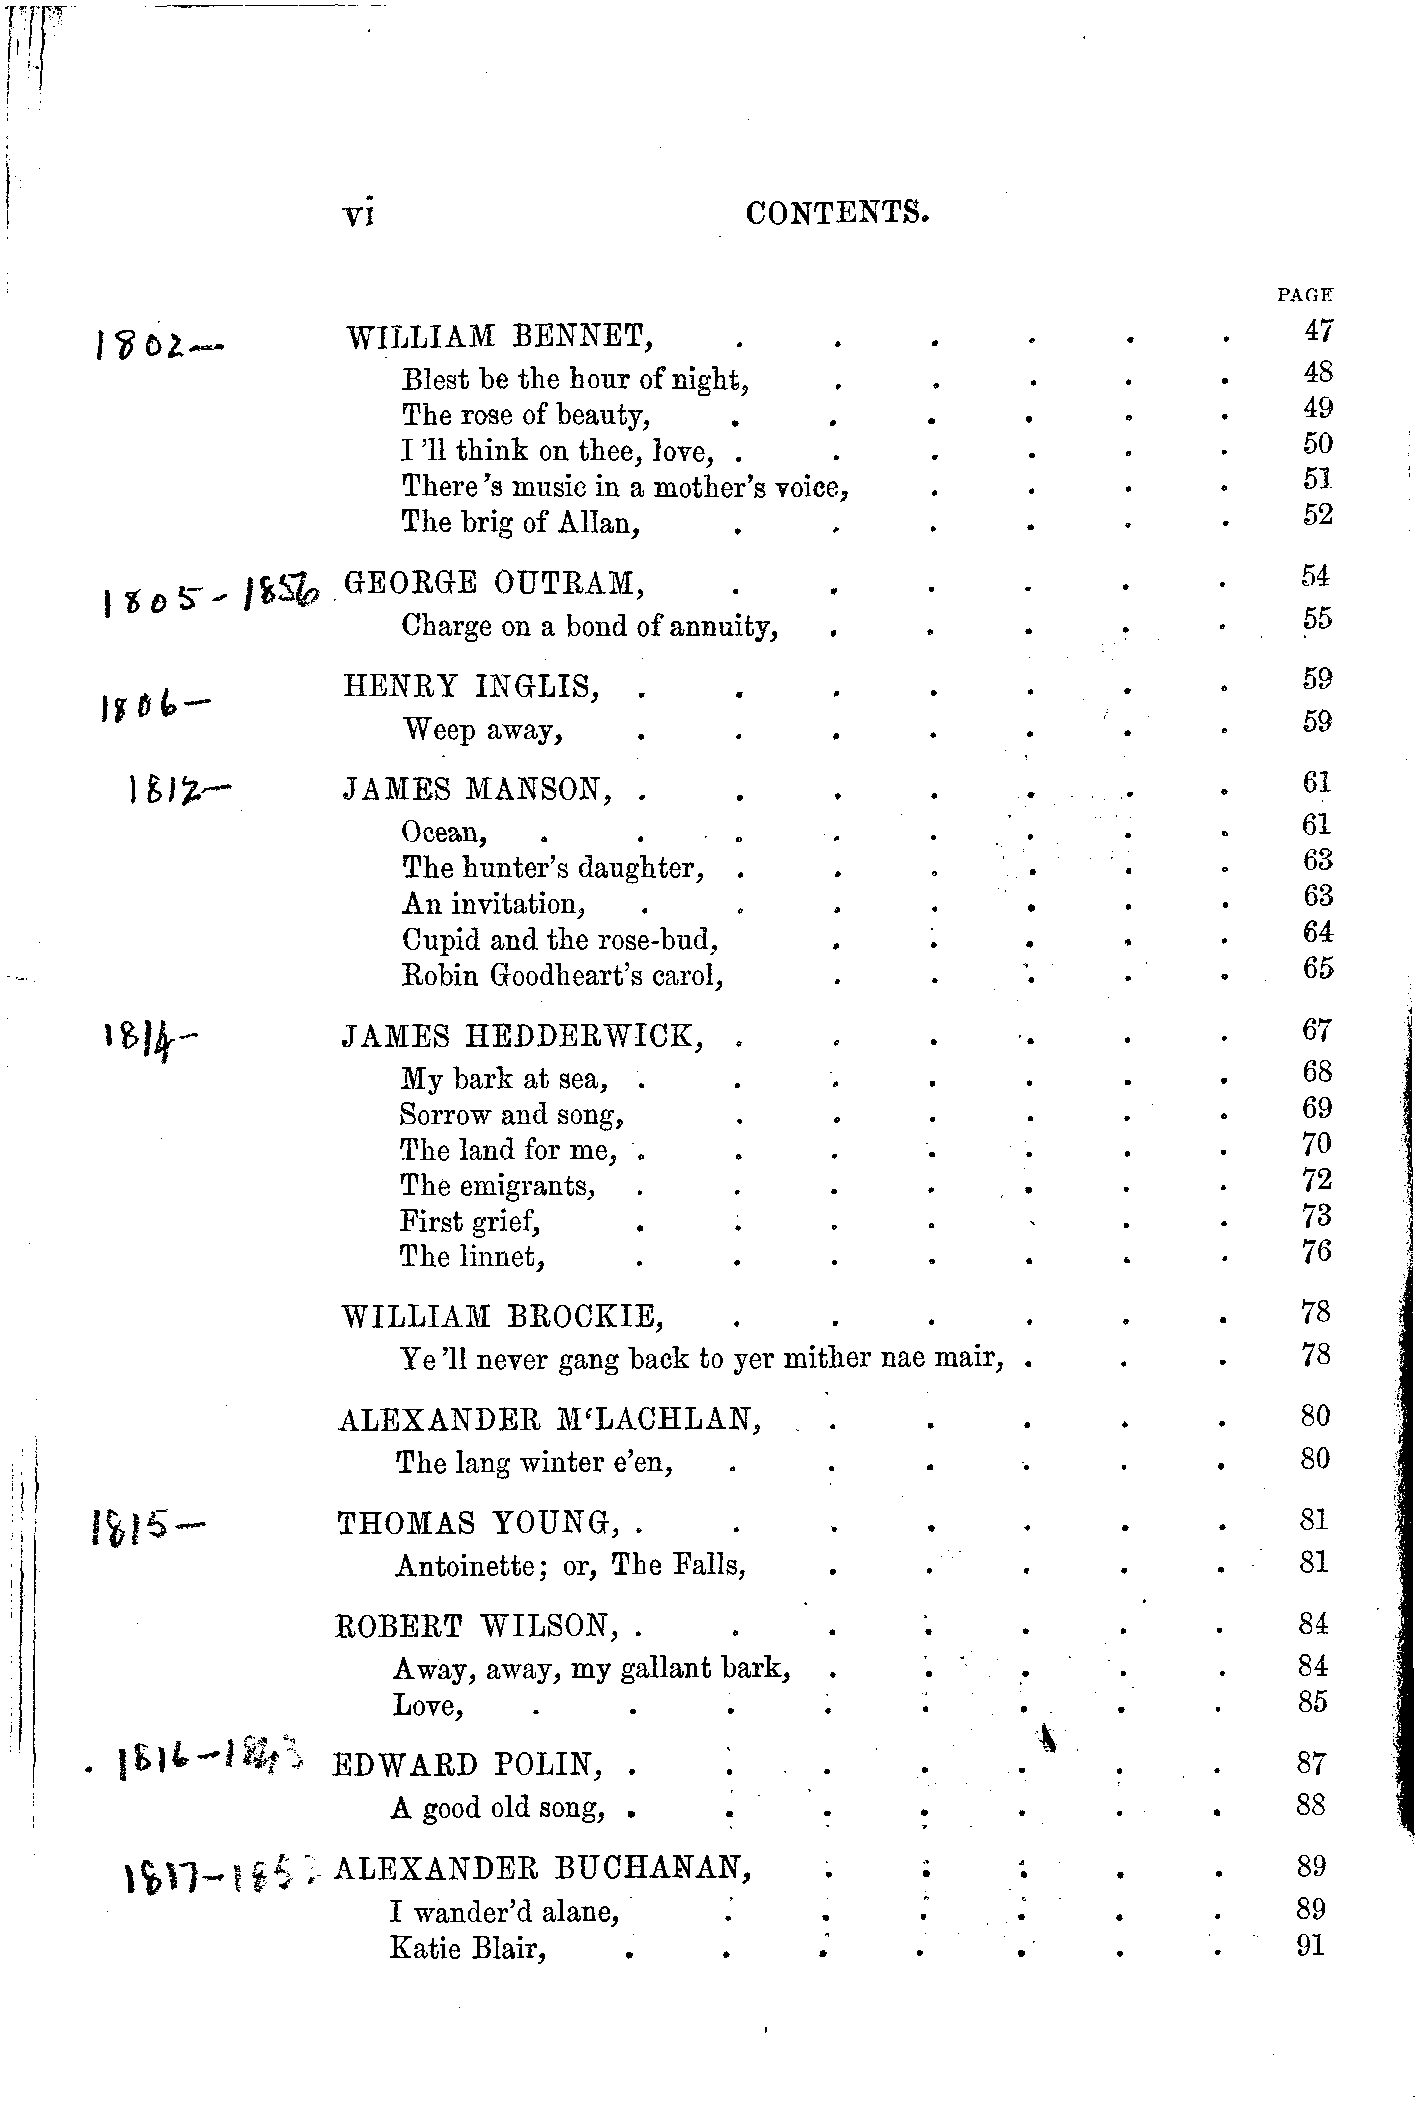 vi CONTENTS.
PAGE
1802— WILLIAM BENNET, . . . . . . 47
Blest be the hour of night, . . . . . 48
The rose of beauty, . . . . . . 49
I 'll think on thee, love, . . . . . . 50
There 's music in a mother's voice, . . . . 51
The brig of Allan, . . . . . . 52
1805-1856 GEORGE OUTRAM, . . . . . . 54
Charge on a bond of annuity, . . . . . 55
1806— HENRY INGLIS, . . . . . . . 59
Weep away, . . . . . . . 59
1812— JAMES MANSON, . . . . . . . 61
Ocean, . . . . . . . . 61
The hunter's daughter, . . . . . . 63
An invitation, . . . . . . . 63
Cupid and the rose-bud, . . . . . 64
Robin Goodheart's carol, . . . . . 65
1814— JAMES HEDDERWICK, . . . . . . 67
My bark at sea, . . . . . . . 68
Sorrow and song, . . . . . . 69
The land for me, . . . . . . . 70
The emigrants, . . . . . . . 72
First grief, . . . . . . . 73
The linnet, . . . . . . . 76
WILLIAM BROCKIE, . . . . . . 78
Ye 'll never gang back to yer mither nae mair, . . . 78
ALEXANDER M‘LACHLAN, . . . . . 80
The lang winter e'en, . . . . . . 80
1815— THOMAS YOUNG, . . . . . . . 81
Antoinette; or, The Falls, . . . . . 81
ROBERT WILSON, . . . . . . . 84
Away, away, my gallant bark, . . . . . 84
Love, . . . . . . . . 85
1816-1843 EDWARD POLIN, . . . . . . . 87
A good old song, . . . . . . . 88
1817- ALEXANDER BUCHANAN, . . . . . 89
I wander'd alane, . . . . . . 89
Katie Blair, . . . . . . . 91